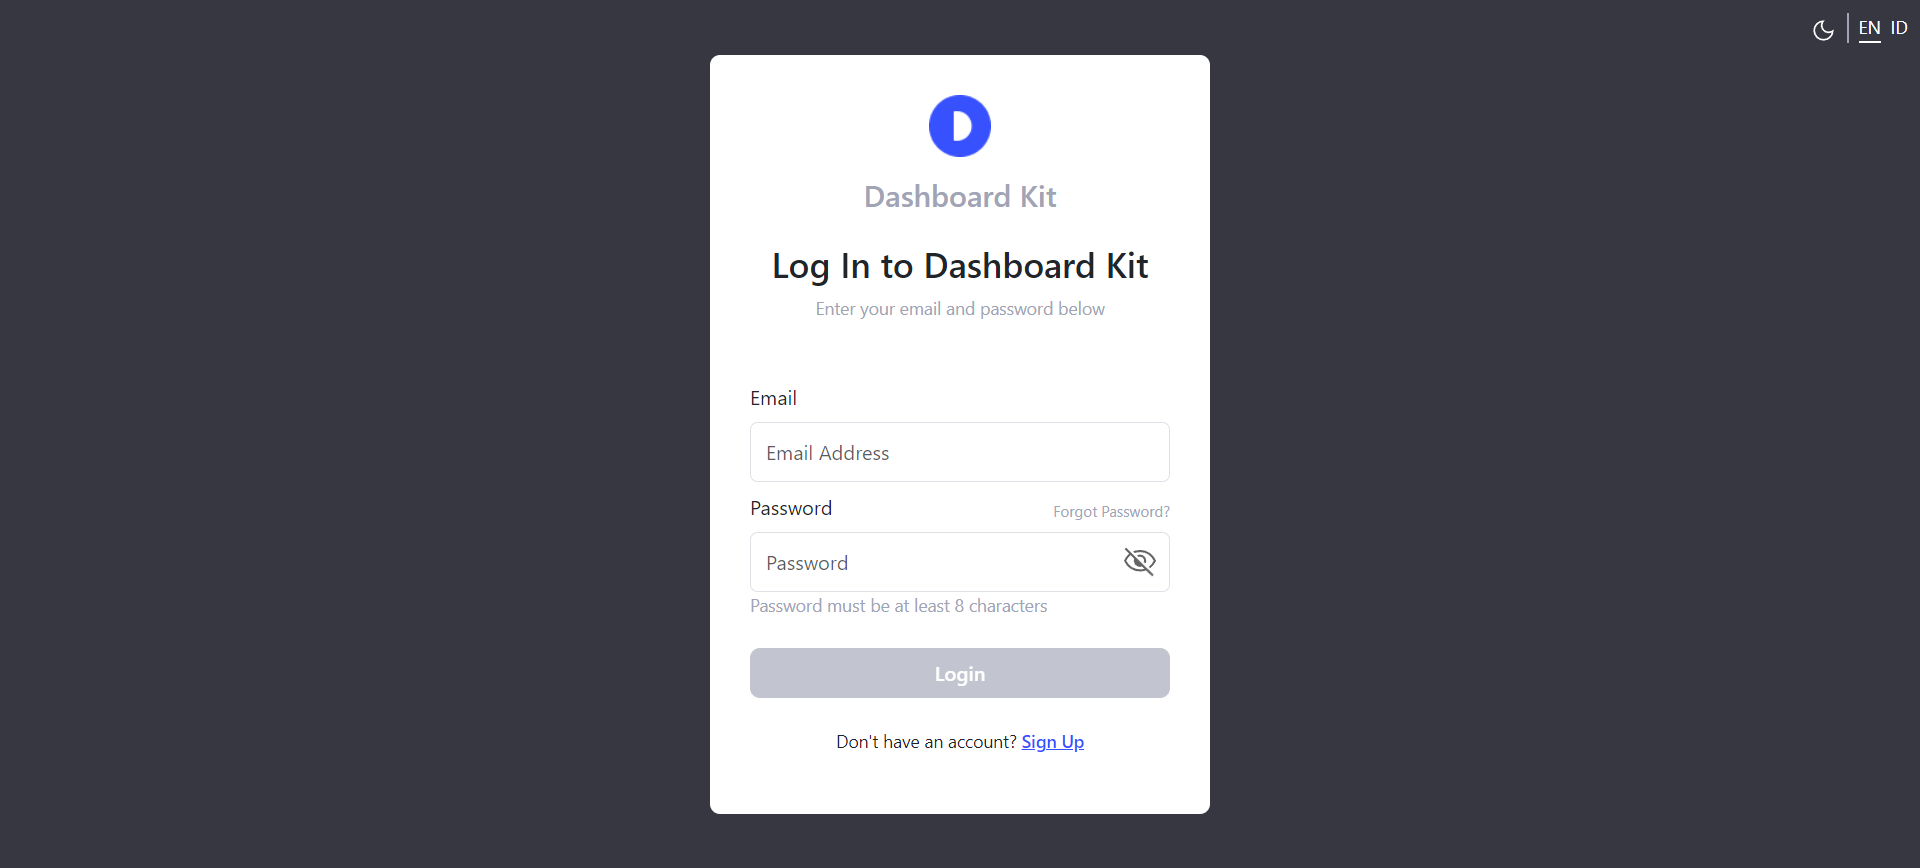 EN ID
Dashboard Kit
Log In to Dashboard Kit
Enter your email and password below
Email
Email Address
Password Forgot Password?
Password
Password must be at least 8 characters
Login
Don't have an account? Sign Up